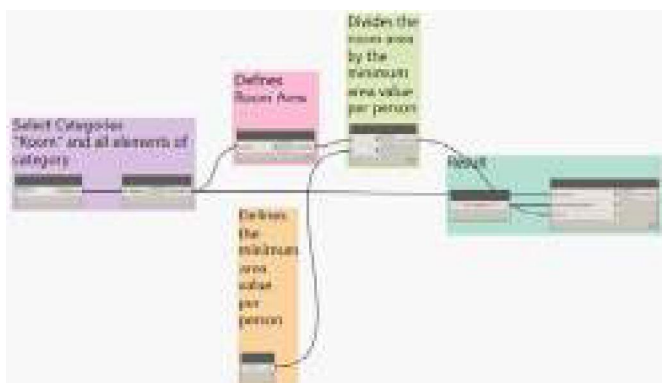 Select Categories
"Room" and all elements of
category
Defines
Room Area
Divides the
room area
by the
minimum
area value
per person
Defines
the
minimum
area
value
per
person
Result